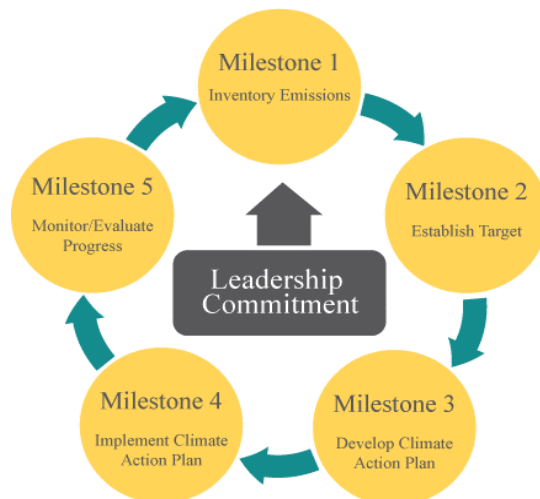 Milestone 1
Inventory Emissions
Milestone 2
Establish Target
Milestone 3
Develop Climate
Action Plan
Milestone 4
Implement Climate
Action Plan
Milestone 5
Monitor/Evaluate
Progress
Leadership
Commitment